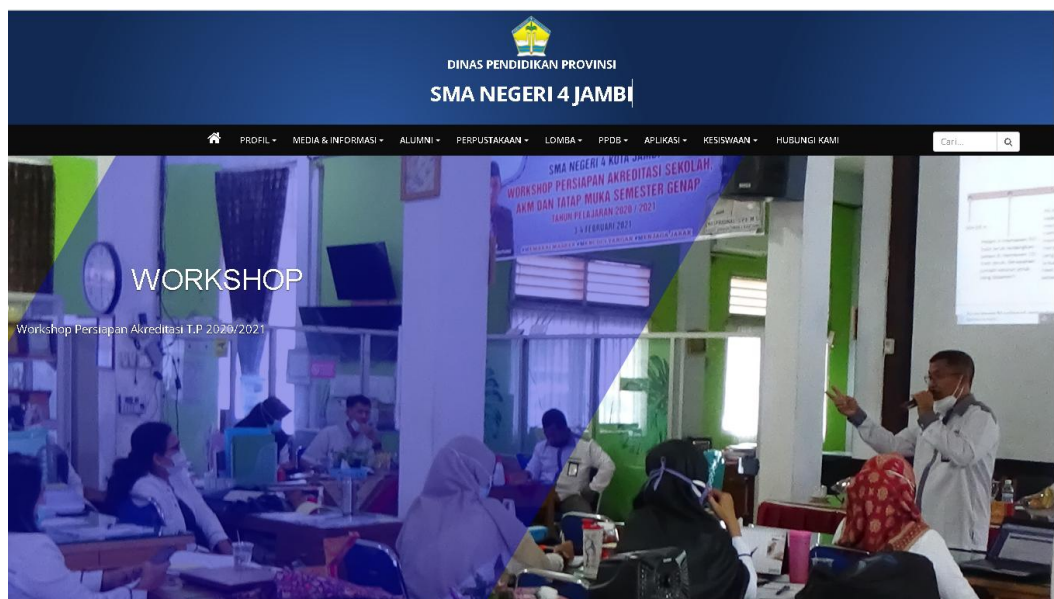 DINAS PENDIDIKAN PROVINSI
SMA NEGERI 4 JAMBI
PROFIL MEDIA & INFORMASI ALUMNI PERPUSTAKAAN LOMBA PPDB APLIKASI KESISWAAN HUBUNGI KAMI Cari...
SMA NEGERI 4 KOTA JAMBI
WORKSHOP PERSIAPAN AKREDITASI SEKOLAH,
AKM DAN TATAP MUKA SEMESTER GENAP
TAHUN PELAJARAN 2020 / 2021
FEBRUARI 2021
WORKSHOP
Workshop Persiapan Akreditasi T.P 2020/2021